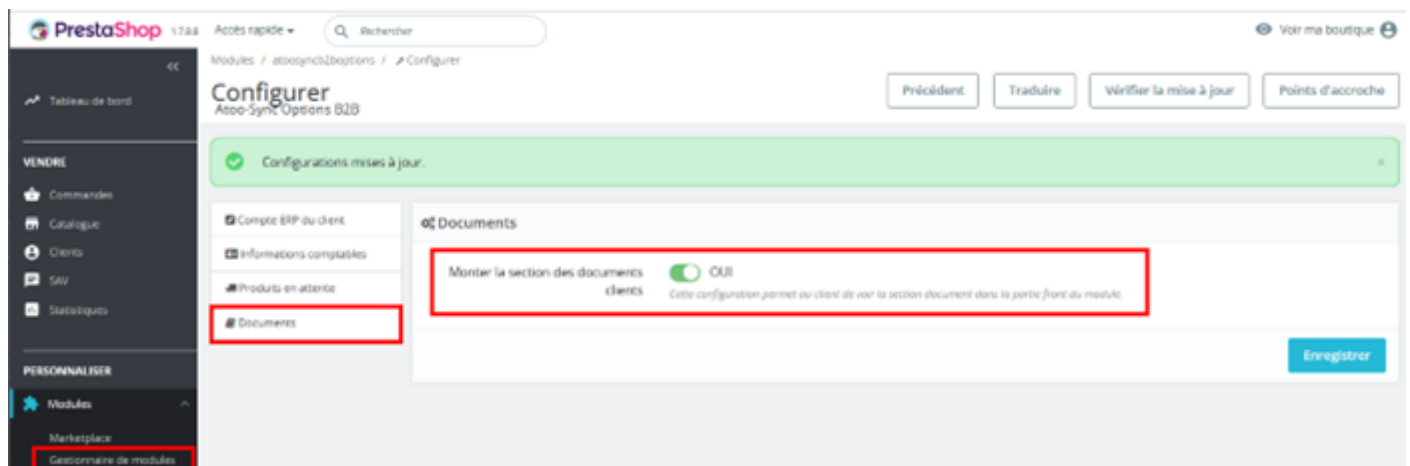 PrestaShop 1.7.8.8 Accès rapide Rechercher Voir ma boutique
Modules / atoosyncb2boptions / Configurer
Configurer
Atoo-Sync Options B2B
Précédent Traduire Vérifier la mise à jour Points d'accroche
Tableau de bord
VENDRE
Configurations mises à jour.
Commandes
Catalogue
Clients
SAV
Statistiques
Compte ERP du client
Informations comptables
Produits en attente
Documents
Documents
Monter la section des documents
clients
OUI
Cette configuration permet au client de voir la section document dans la partie front du module.
Enregistrer
PERSONNALISER
Modules
Marketplace
Gestionnaire de modules